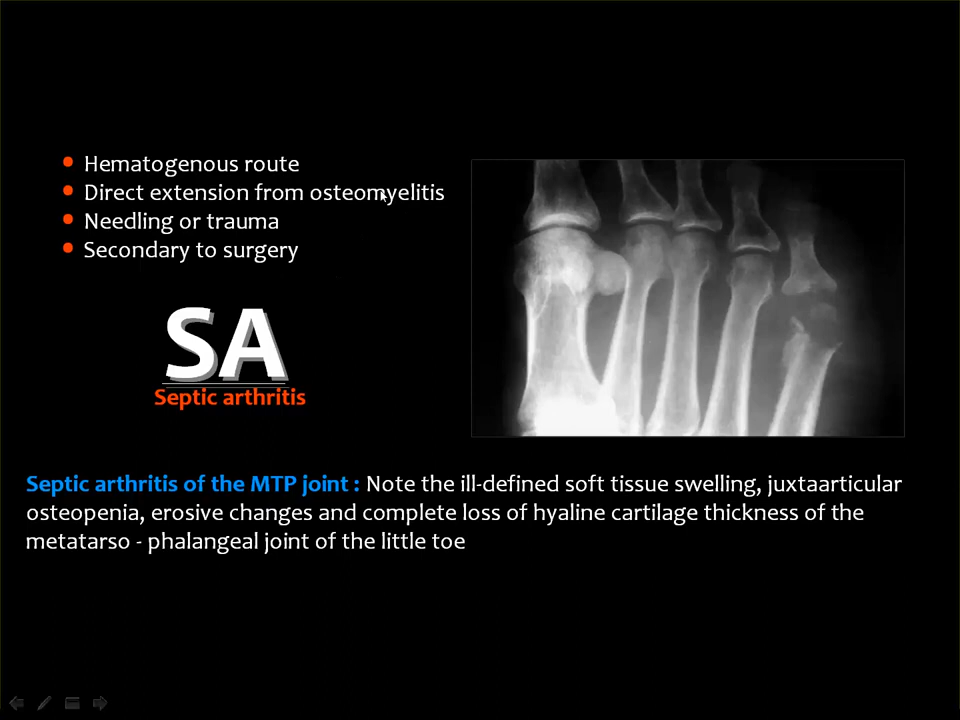 • Hematogenous route
• Direct extension from osteomyelitis
• Needling or trauma
• Secondary to surgery
SA
Septic arthritis
Septic arthritis of the MTP joint : Note the ill-defined soft tissue swelling, juxtaarticular
osteopenia, erosive changes and complete loss of hyaline cartilage thickness of the
metatarso - phalangeal joint of the little toe